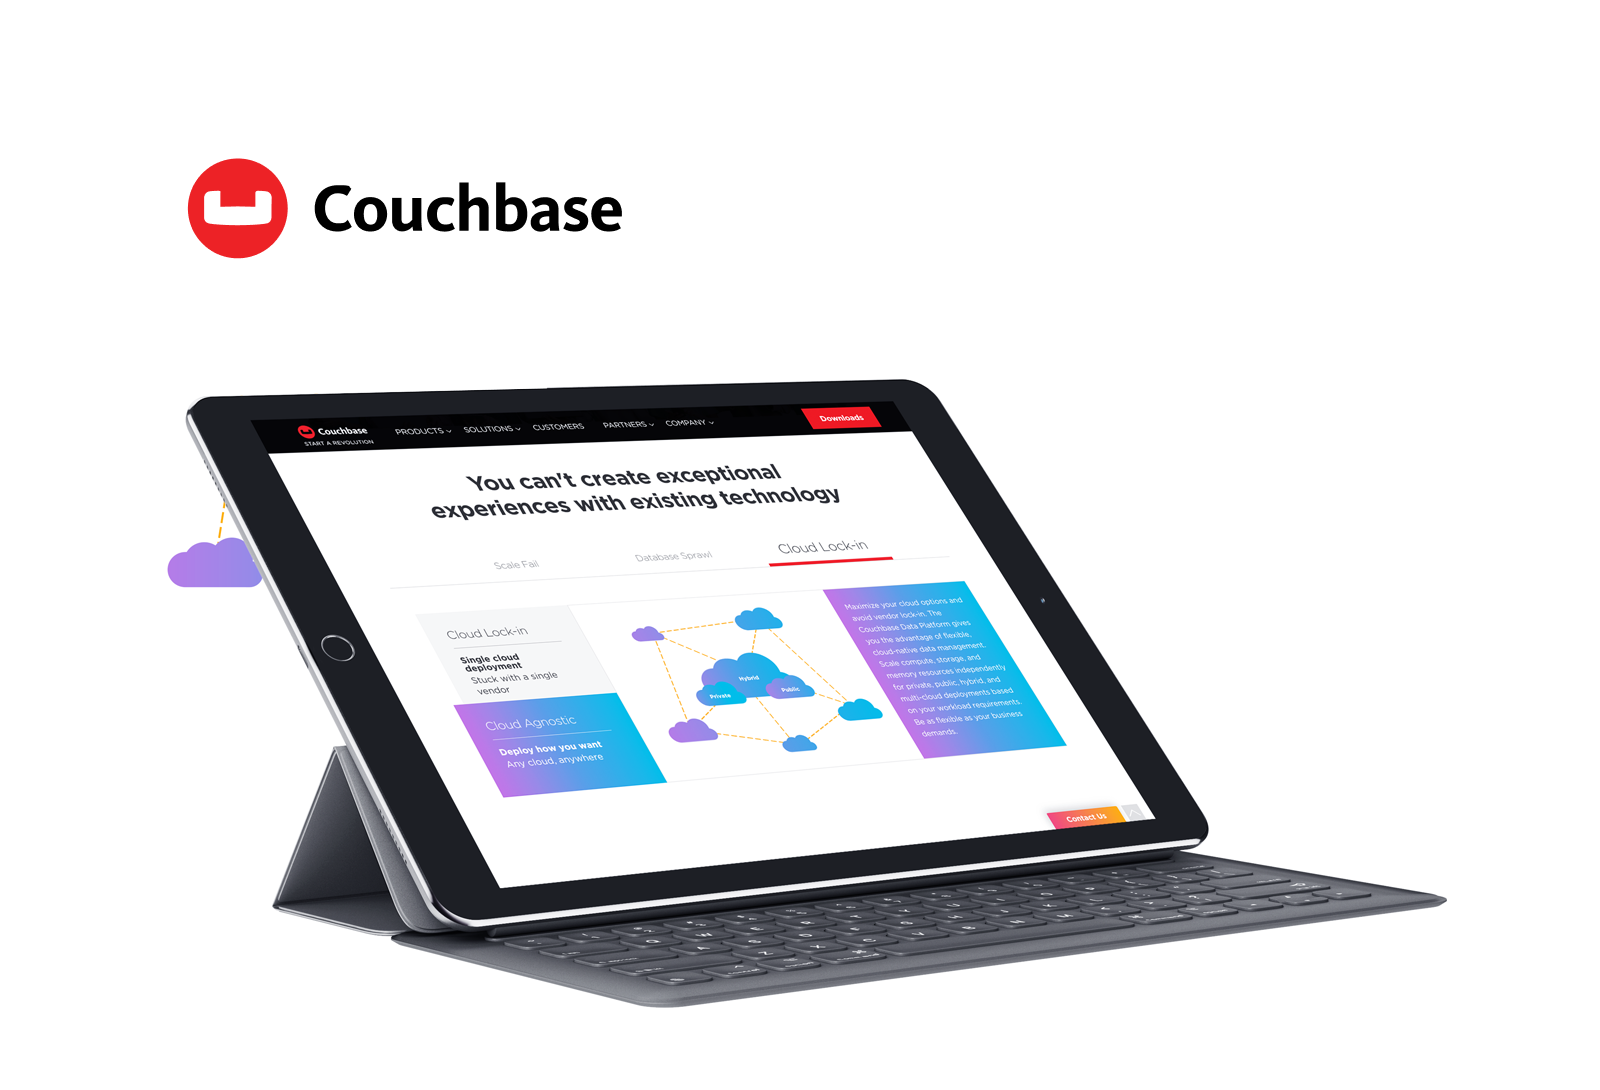 Couchbase
Couchbase
START A REVOLUTION
PRODUCTS
SOLUTIONS
CUSTOMERS
PARTNERS
COMPANY
Downloads
You can't create exceptional
experiences with existing technology
Scale Fail
Database Sprawl
Cloud Lock-in
Cloud Lock-in
Single cloud
deployment
Stuck with a single
vendor
Cloud Agnostic
Deploy how you want
Any cloud, anywhere
Hybrid
Private
Public
Maximize your cloud options and
avoid vendor lock-in. The
Couchbase Data Platform gives
you the advantage of flexible,
cloud-native data management.
Scale compute, storage, and
memory resources independently
for private, public, hybrid, and
multi-cloud deployments based
on your workload requirements.
Be as flexible as your business
demands.
Contact Us